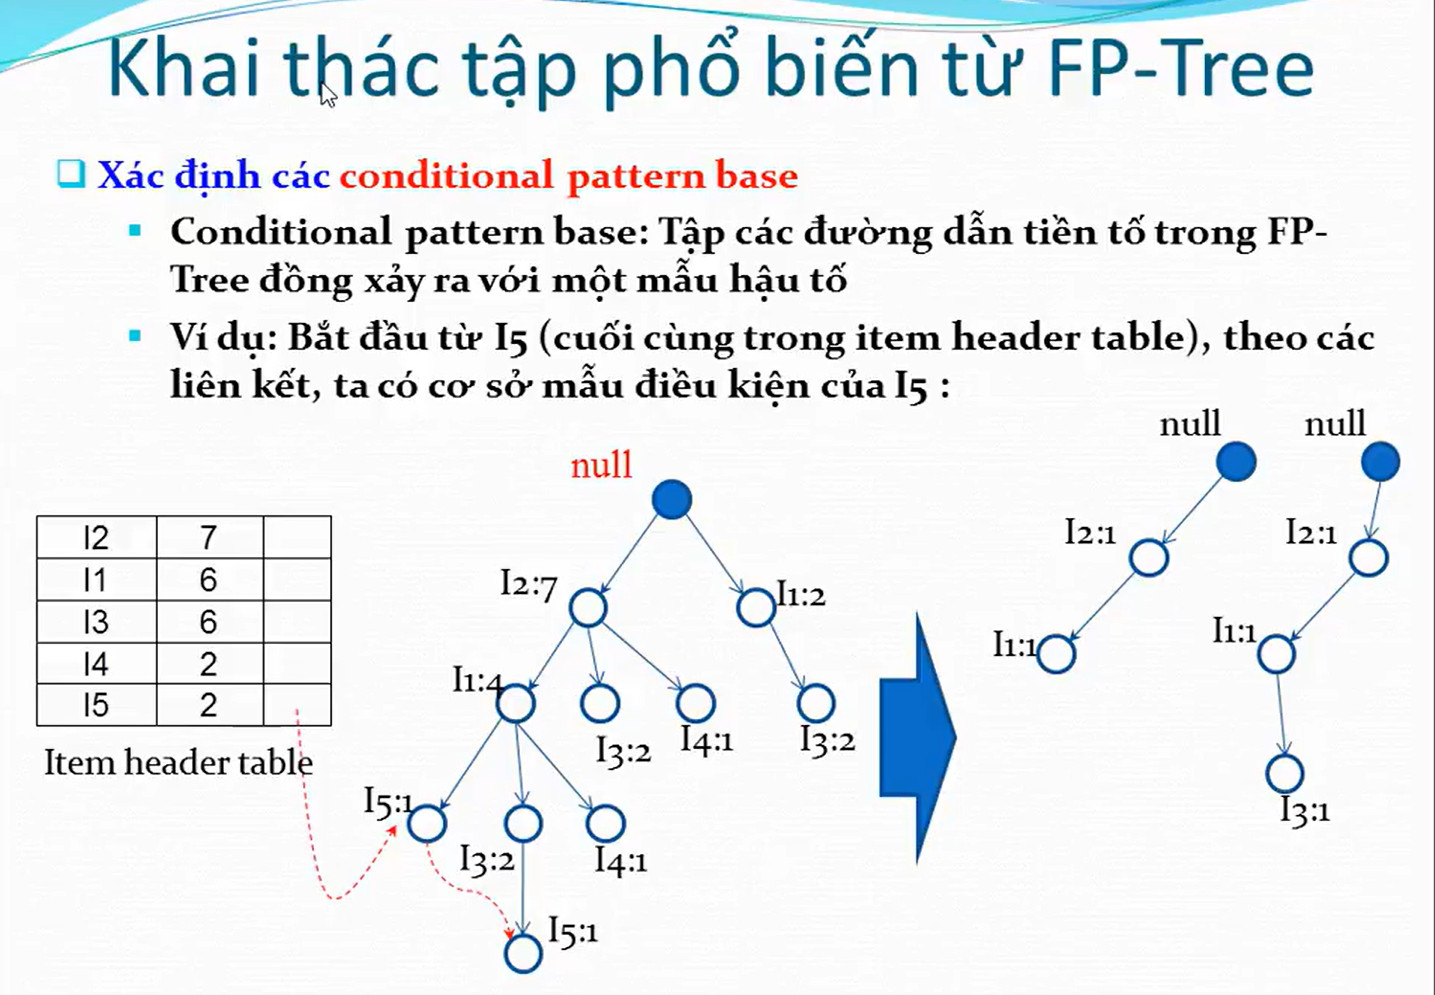 Khai thác tập phổ biến từ FP-Tree
Xác định các conditional pattern base
Conditional pattern base: Tập các đường dẫn tiền tố trong FP-
Tree đồng xảy ra với một mẫu hậu tố
Ví dụ: Bắt đầu từ I5 (cuối cùng trong item header table), theo các
liên kết, ta có cơ sở mẫu điều kiện của I5 :
I2 7
I1 6
I3 6
I4 2
I5 2
Item header table
null
I2:7
I1:2
I1:4
I3:2
I4:1
I3:2
I5:1
I3:2
I4:1
I5:1
null
I2:1
I1:1
null
I2:1
I1:1
I3:1